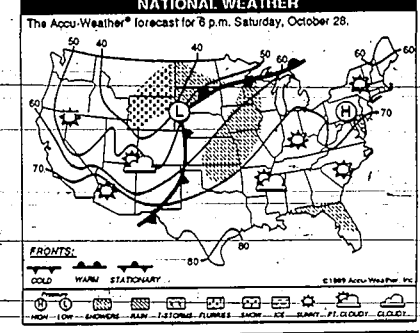 NATIONAL WEATHER
The Accu-Weather® forecast for 6 p.m. Saturday, October 28.
50 40 40 50 60 60
60
L
H
70
70
80 80
FRONTS:
COLD WARM STATIONARY
©1989 Accu-Weather, Inc.
Pressure
H L
HIGH LOW SHOWERS RAIN T-STORMS FLURRIES SNOW ICE SUNNY PT. CLOUDY CLOUDY